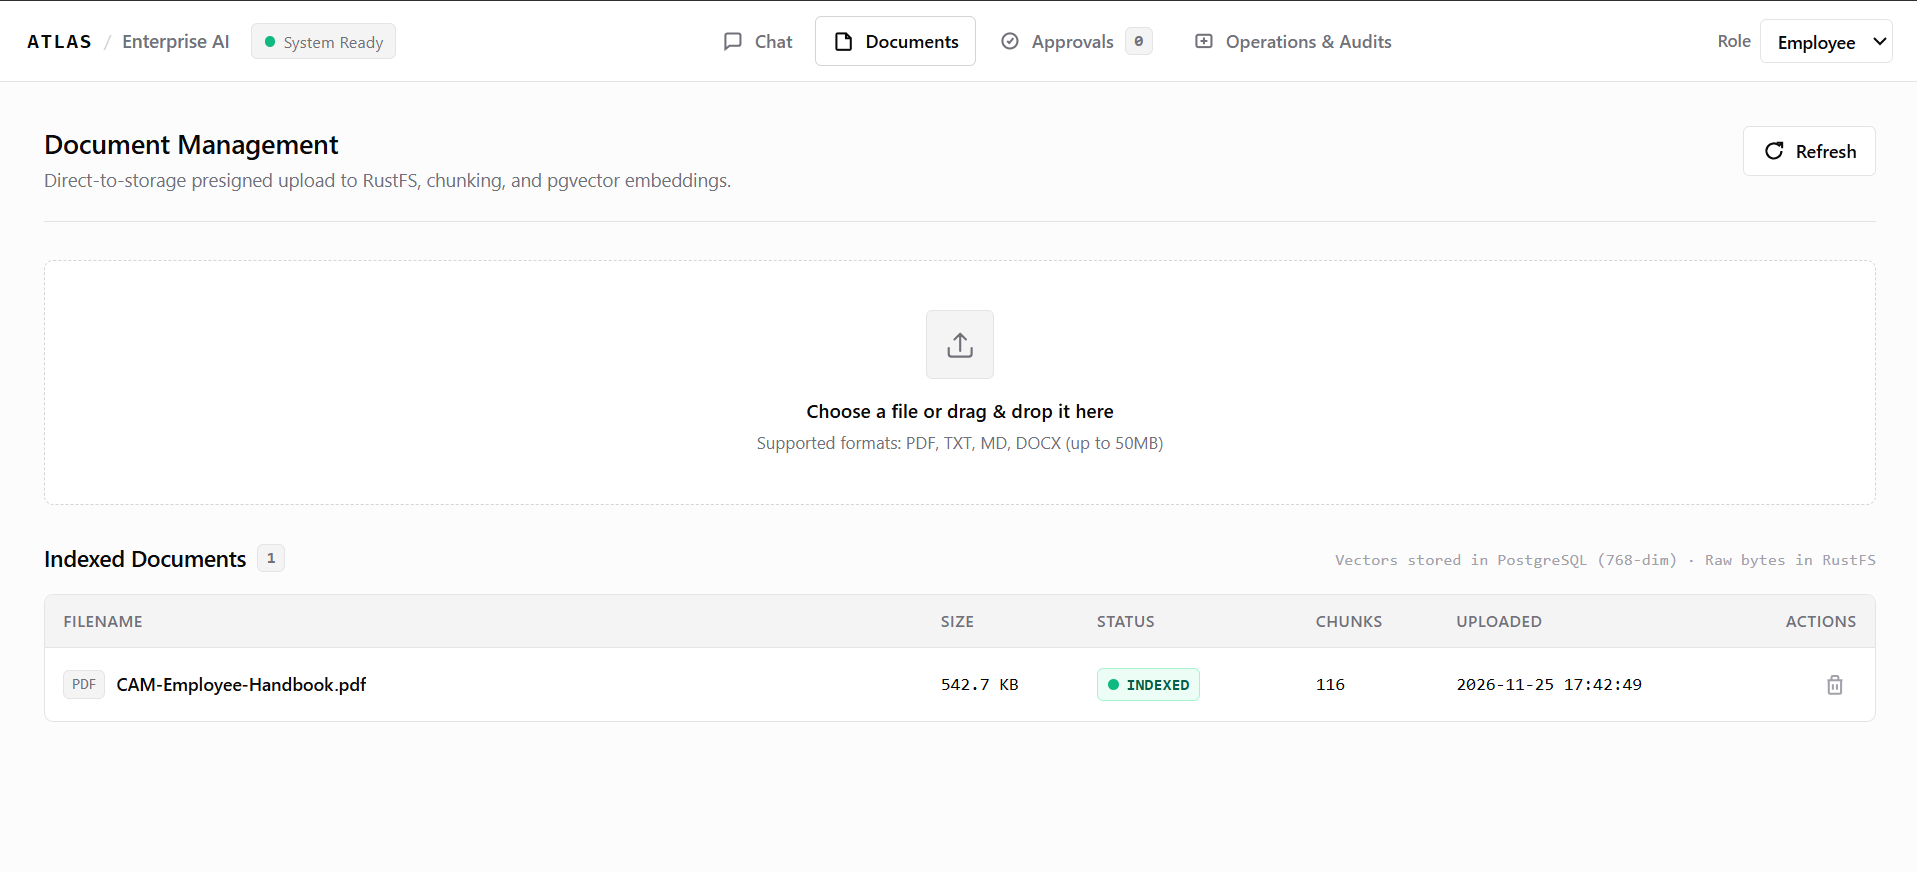 ATLAS / Enterprise AI System Ready Chat Documents Approvals 0 Operations & Audits Role Employee
Document Management
Direct-to-storage presigned upload to RustFS, chunking, and pgvector embeddings.
Refresh
Choose a file or drag & drop it here
Supported formats: PDF, TXT, MD, DOCX (up to 50MB)
Indexed Documents 1
Vectors stored in PostgreSQL (768-dim) · Raw bytes in RustFS
FILENAME SIZE STATUS CHUNKS UPLOADED ACTIONS
PDF CAM-Employee-Handbook.pdf 542.7 KB INDEXED 116 2026-11-25 17:42:49